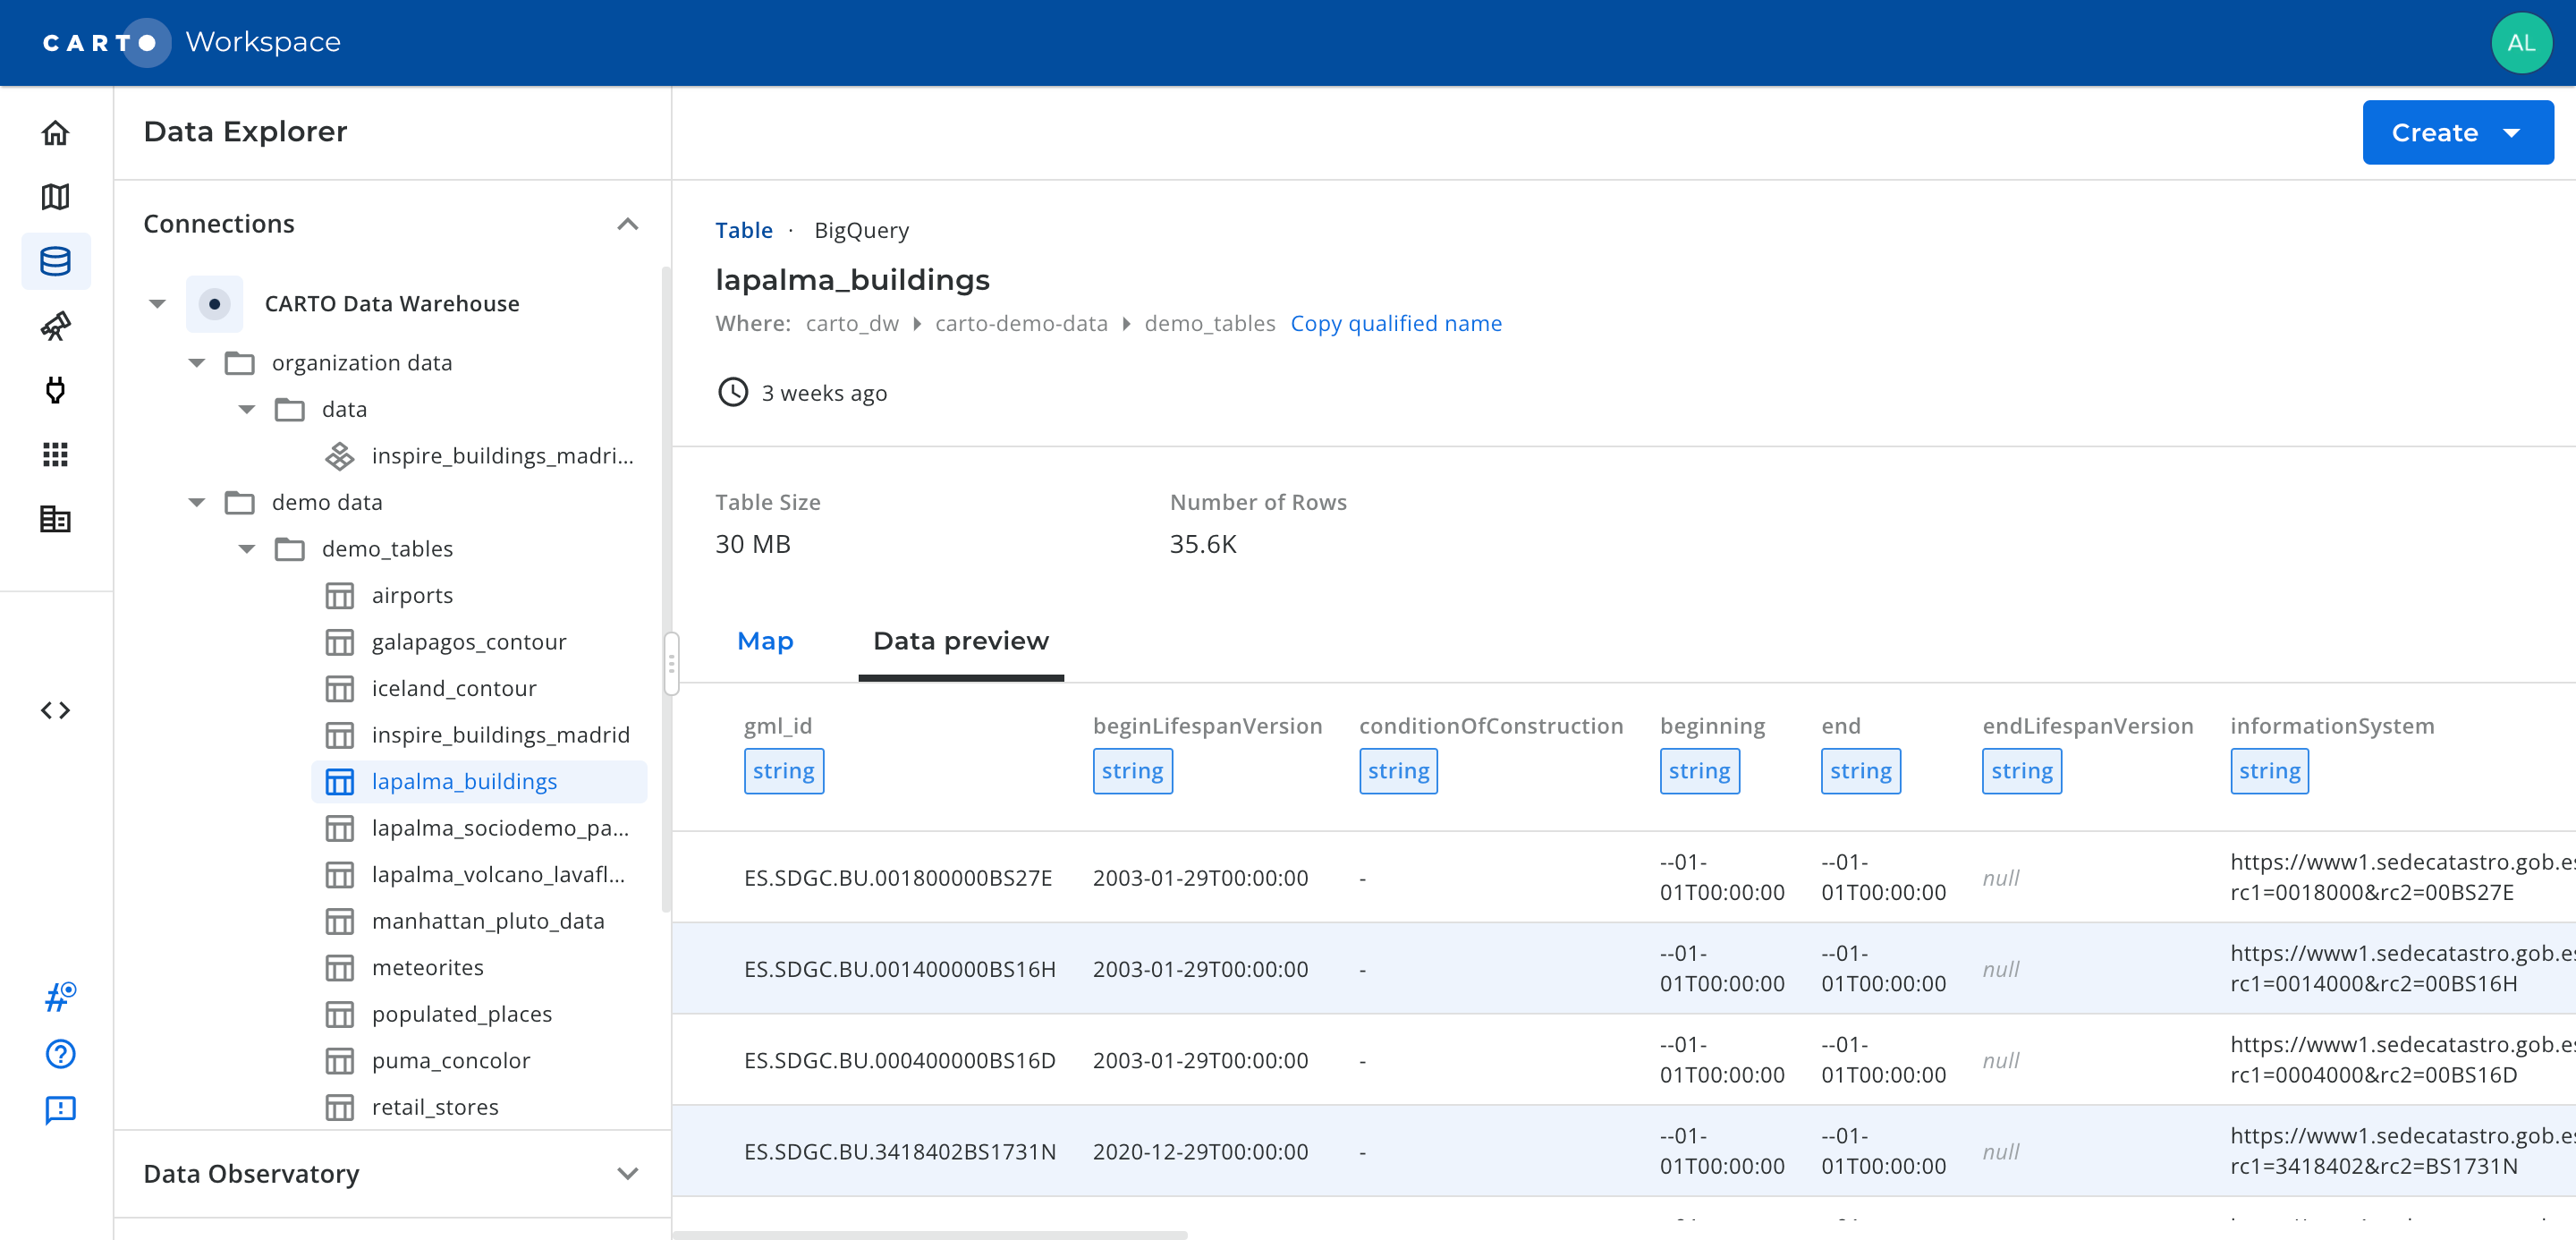 CARTO Workspace
AL
Data Explorer
Create
Connections
CARTO Data Warehouse
organization data
data
inspire_buildings_madri...
demo data
demo_tables
airports
galapagos_contour
iceland_contour
inspire_buildings_madrid
lapalma_buildings
lapalma_sociodemo_pa...
lapalma_volcano_lavafl...
manhattan_pluto_data
meteorites
populated_places
puma_concolor
retail_stores
Data Observatory
Table · BigQuery
lapalma_buildings
Where: carto_dw carto-demo-data demo_tables Copy qualified name
3 weeks ago
Table Size Number of Rows
30 MB 35.6K
Map Data preview
gml_id beginLifespanVersion conditionOfConstruction beginning end endLifespanVersion informationSystem
string string string string string string string
ES.SDGC.BU.001800000BS27E 2003-01-29T00:00:00 - --01- --01- null https://www1.sedecatastro.gob.es
01T00:00:00 01T00:00:00 rc1=0018000&rc2=00BS27E
ES.SDGC.BU.001400000BS16H 2003-01-29T00:00:00 - --01- --01- null https://www1.sedecatastro.gob.es
01T00:00:00 01T00:00:00 rc1=0014000&rc2=00BS16H
ES.SDGC.BU.000400000BS16D 2003-01-29T00:00:00 - --01- --01- null https://www1.sedecatastro.gob.es
01T00:00:00 01T00:00:00 rc1=0004000&rc2=00BS16D
ES.SDGC.BU.3418402BS1731N 2020-12-29T00:00:00 - --01- --01- null https://www1.sedecatastro.gob.es
01T00:00:00 01T00:00:00 rc1=3418402&rc2=BS1731N